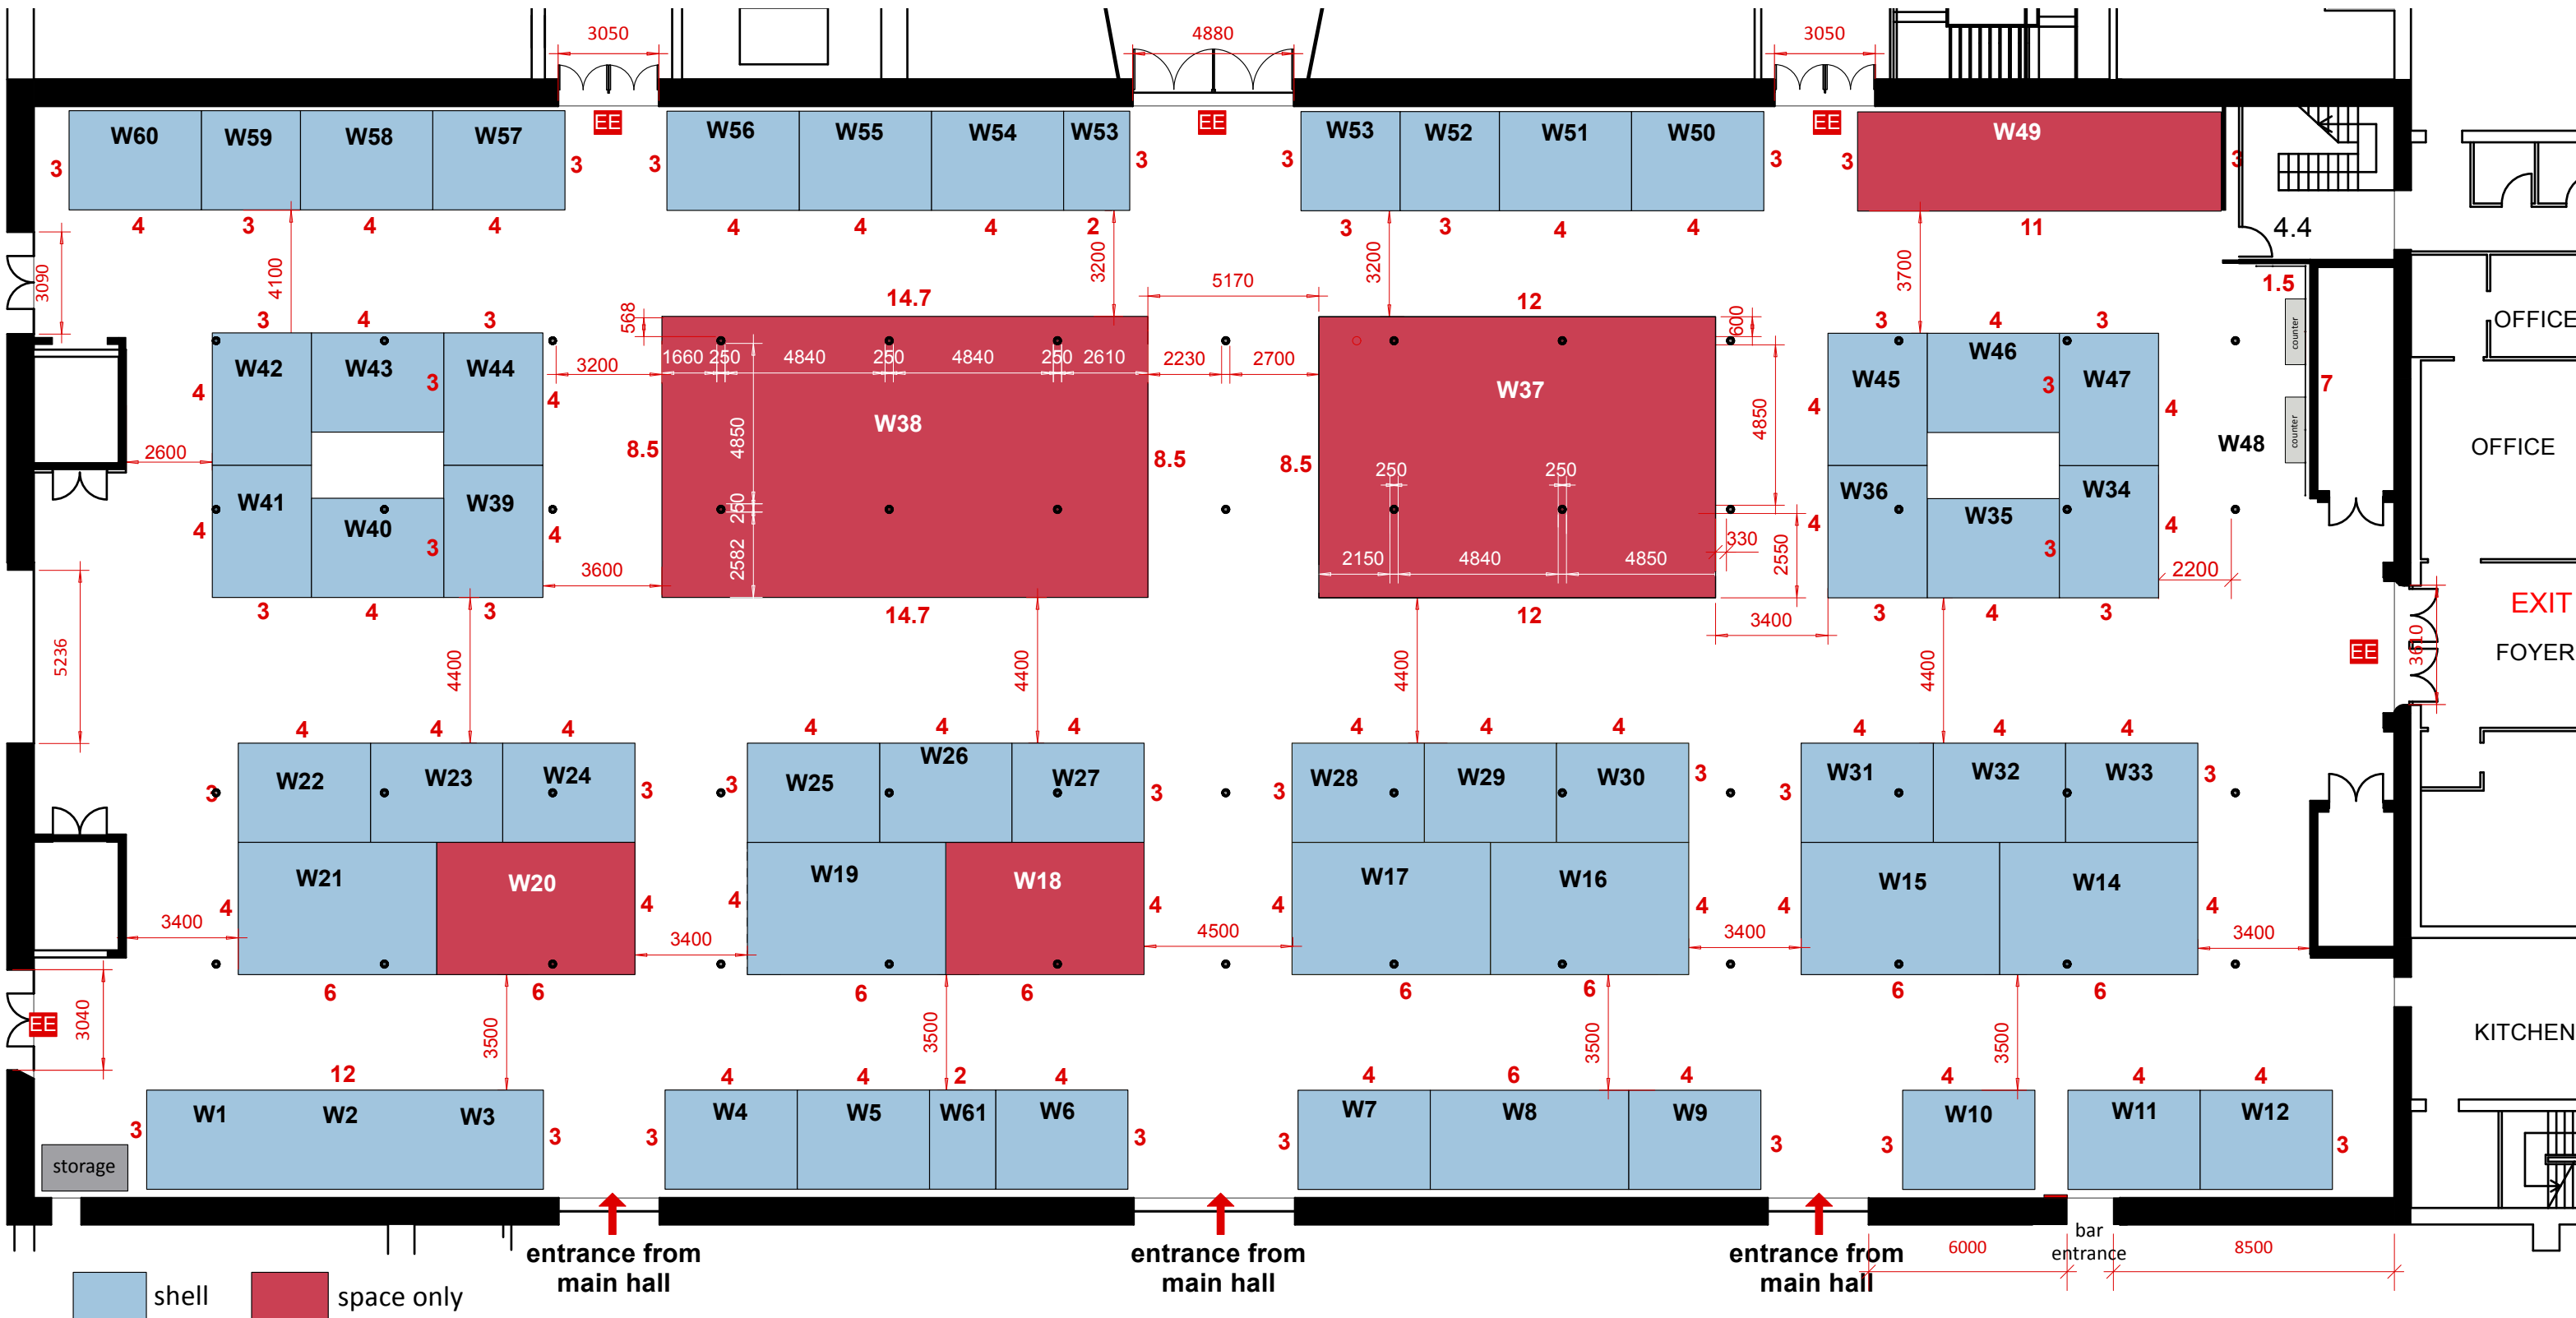 3050
4880
3050
EE
EE
EE
W60
W59
W58
W57
W56
W55
W54
W53
W53
W52
W51
W50
W49
3
3
3
3
3
3
3
3
4
3
4
4
4
4
4
2
3
3
4
4
11
4.4
3090
4100
3200
3200
3700
5170
1.5
OFFICE
3
4
3
568
14.7
12
600
3
4
3
counter
W42
W43
W44
3
3200
1660
250
4840
250
4840
250
2610
2230
2700
W37
W45
W46
W47
3
7
4
4
W38
4
4
4850
4850
counter
2600
8.5
8.5
8.5
W48
OFFICE
W41
W40
W39
3
4
4
250
250
250
W36
W35
W34
3
4
4
2582
3600
2150
4840
4850
330
2550
2200
3
4
3
14.7
12
3400
3
4
3
EXIT
5236
4400
4400
4400
4400
EE
3610
FOYER
4
4
4
4
4
4
4
4
4
4
4
4
W22
W23
W24
W25
W26
W27
W28
W29
W30
W31
W32
W33
3
3
3
3
3
3
3
3
W21
W20
W19
W18
W17
W16
W15
W14
4
4
4
4
4
4
4
4
3400
3400
4500
3400
3400
6
6
6
6
6
6
6
6
EE
3040
3500
3500
3500
3500
KITCHEN
12
4
4
2
4
4
6
4
4
4
4
W1
W2
W3
W4
W5
W61
W6
W7
W8
W9
W10
W11
W12
3
3
3
3
3
3
3
3
storage
entrance from
main hall
entrance from
main hall
entrance from
main hall
6000
bar
entrance
8500
shell
space only